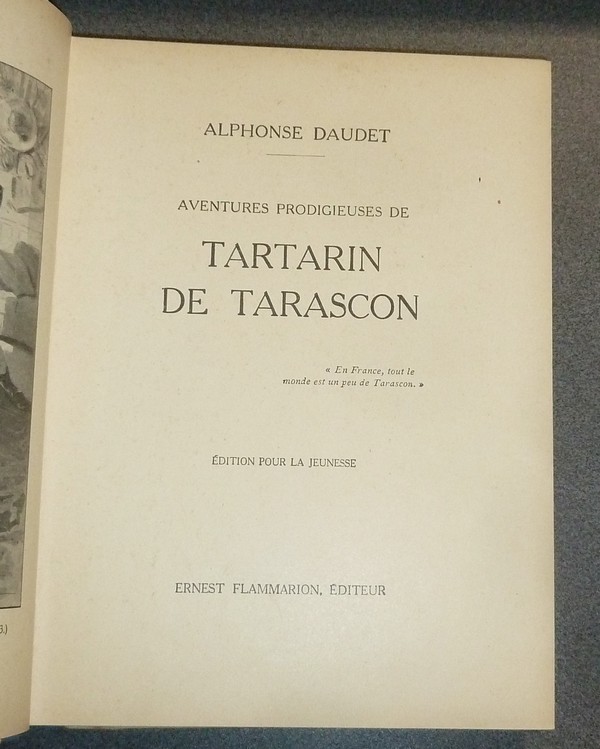 ALPHONSE DAUDET
AVENTURES PRODIGIEUSES DE
TARTARIN
DE TARASCON
« En France, tout le
monde est un peu de Tarascon. »
ÉDITION POUR LA JEUNESSE
ERNEST FLAMMARION, ÉDITEUR